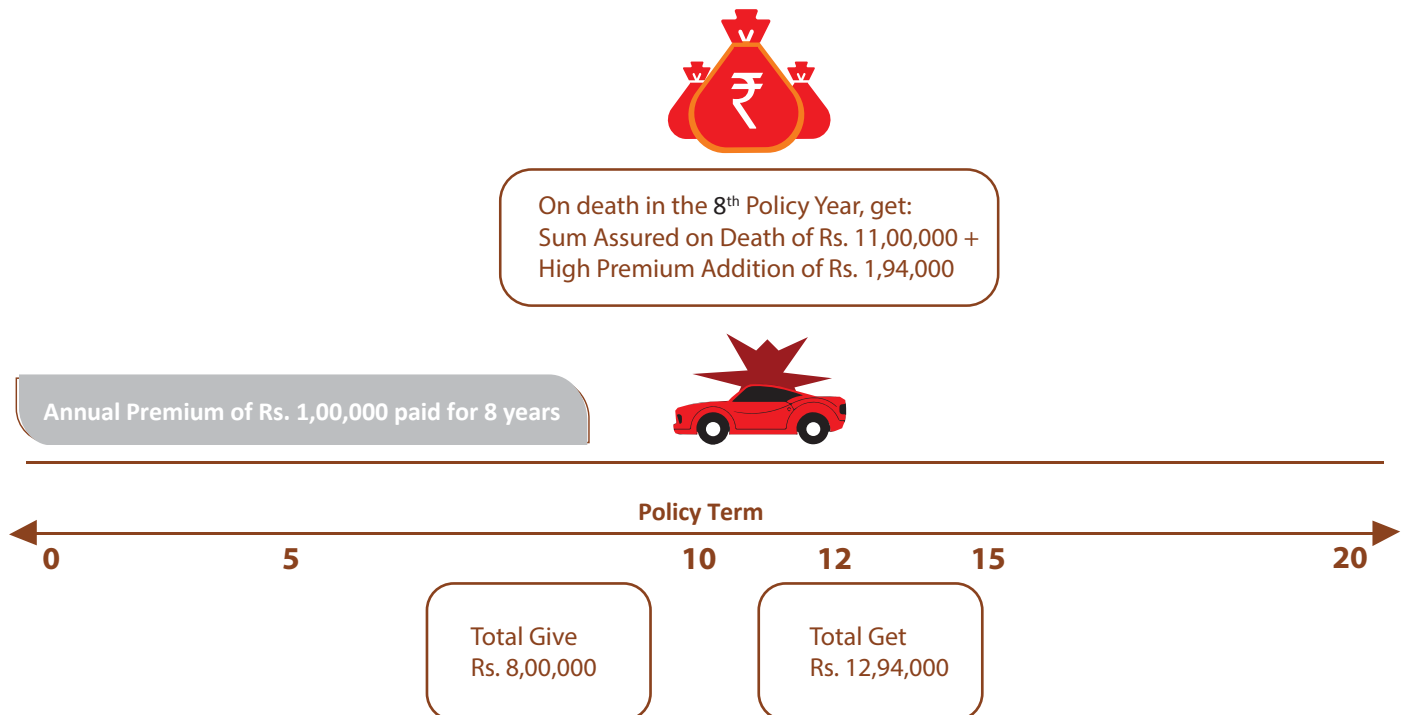 ₹
On death in the 8th Policy Year, get:
Sum Assured on Death of Rs. 11,00,000 +
High Premium Addition of Rs. 1,94,000
Annual Premium of Rs. 1,00,000 paid for 8 years
Policy Term
0 5 10 12 15 20
Total Give
Rs. 8,00,000
Total Get
Rs. 12,94,000